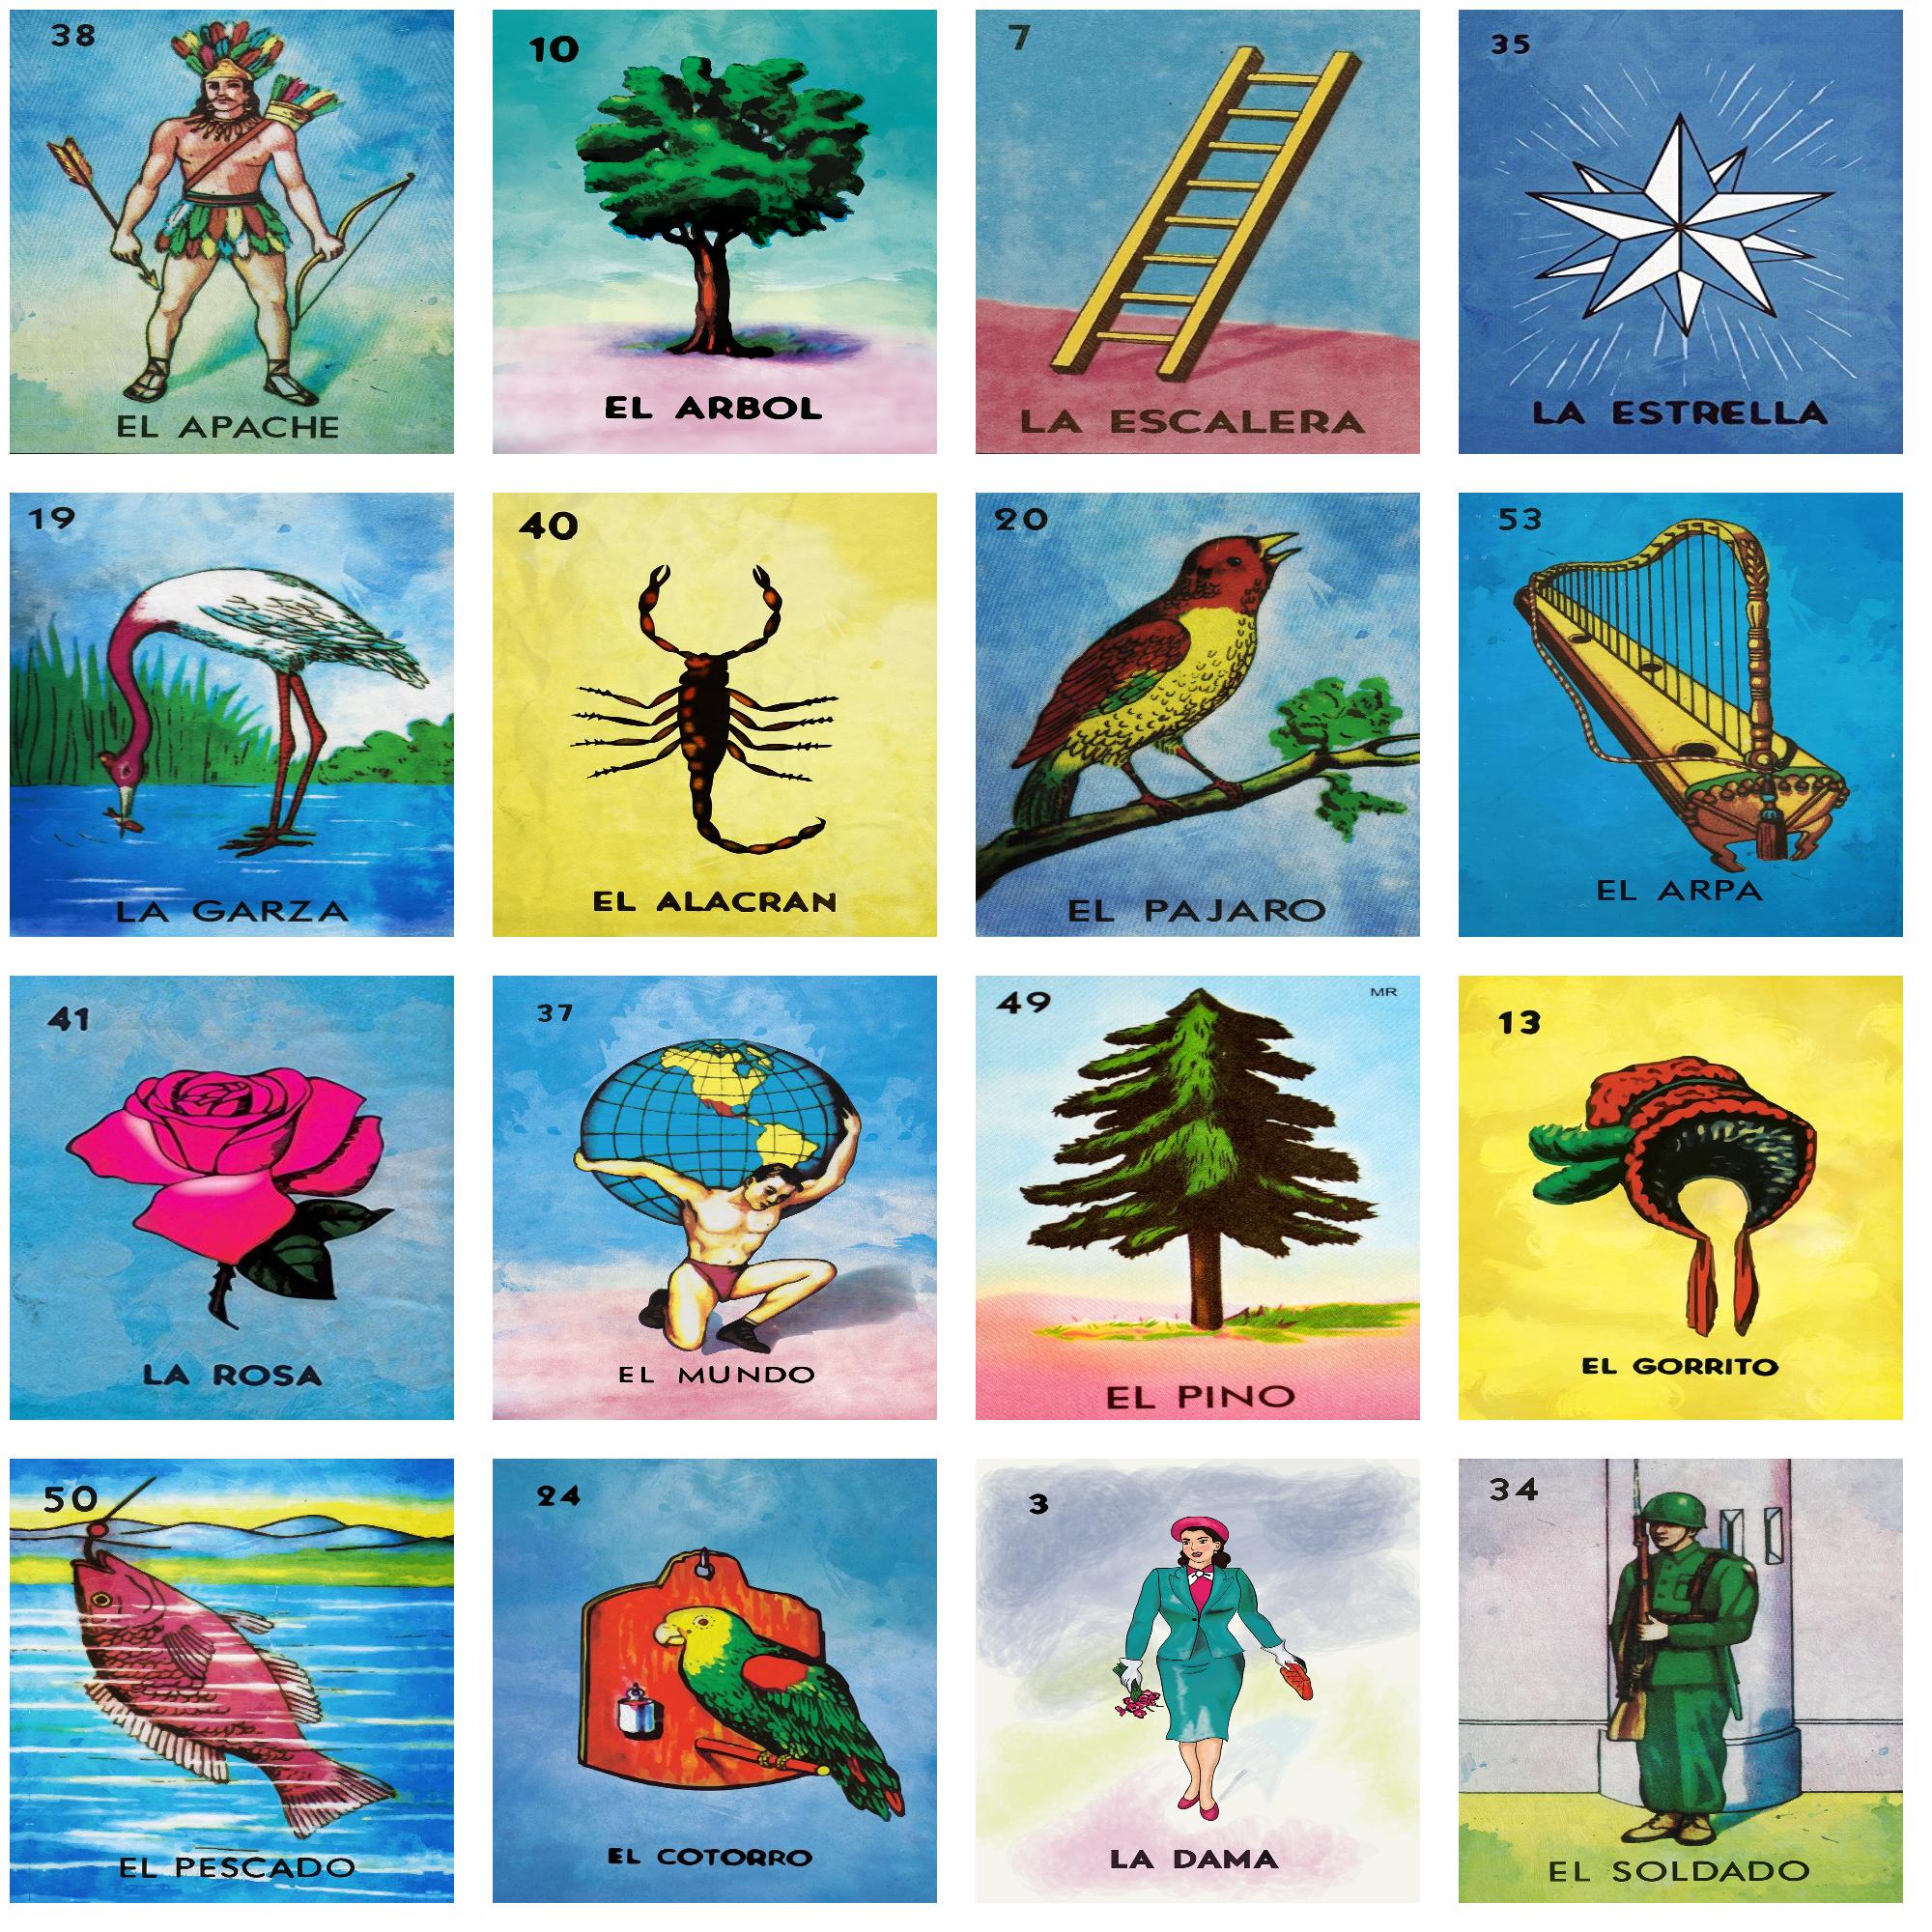 38
EL APACHE
10
EL ARBOL
7
LA ESCALERA
35
LA ESTRELLA
19
LA GARZA
40
EL ALACRAN
20
EL PAJARO
53
EL ARPA
41
LA ROSA
37
EL MUNDO
49
MR
EL PINO
13
EL GORRITO
50
EL PESCADO
24
EL COTORRO
3
LA DAMA
34
EL SOLDADO